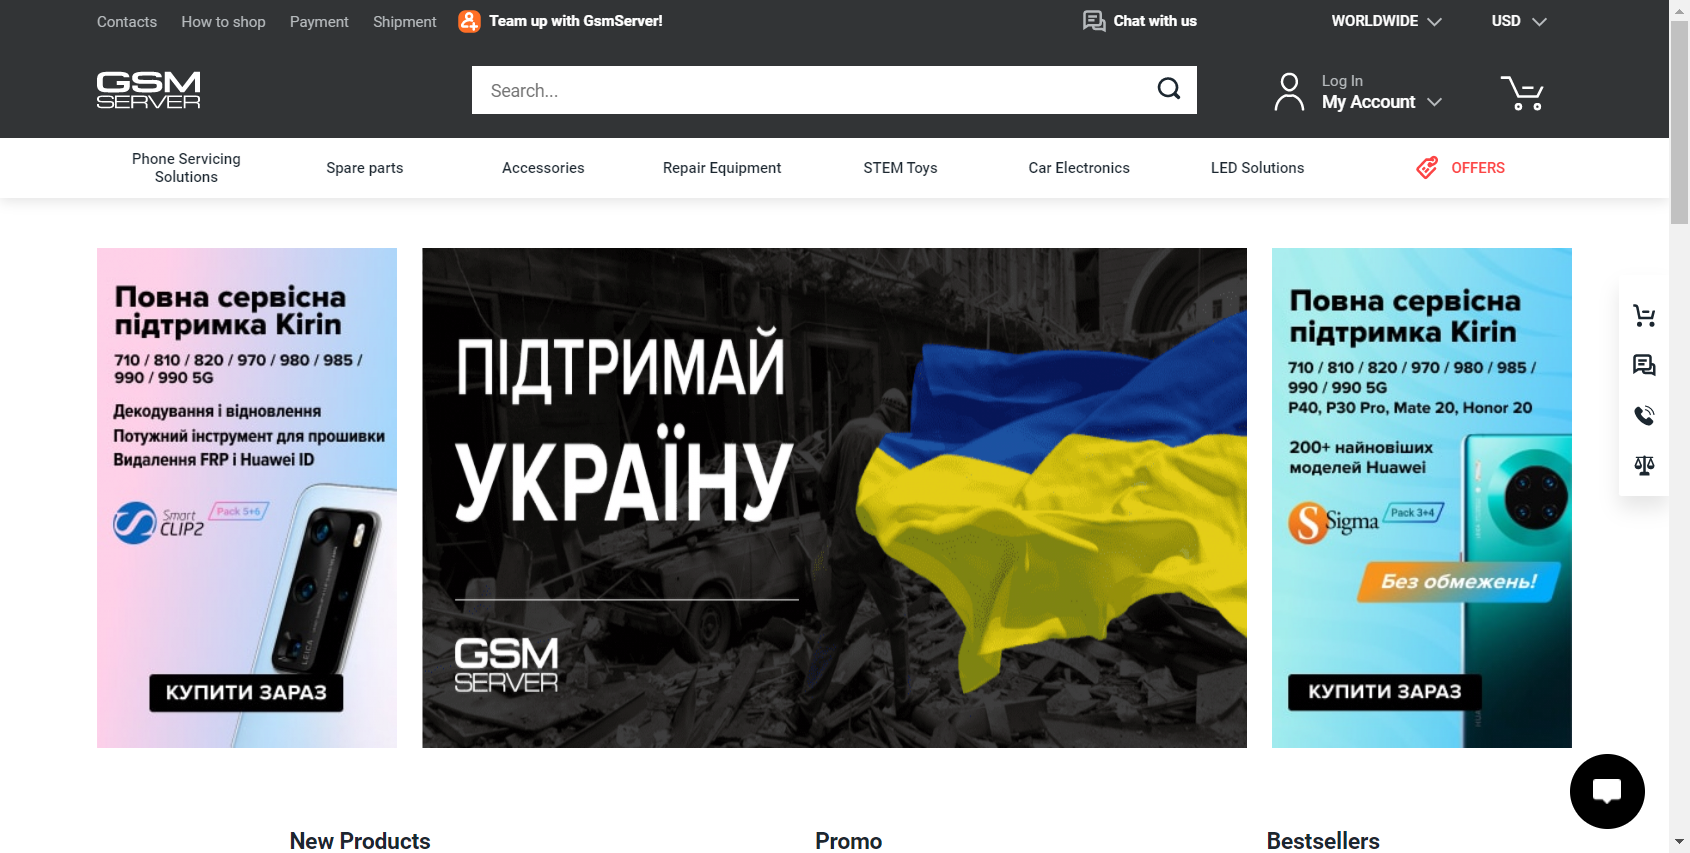 Contacts
How to shop
Payment
Shipment
Team up with GsmServer!
Chat with us
WORLDWIDE
USD
GSM
SERVER
Search...
Log In
My Account
Phone Servicing
Solutions
Spare parts
Accessories
Repair Equipment
STEM Toys
Car Electronics
LED Solutions
OFFERS
Повна сервісна
підтримка Kirin
710 / 810 / 820 / 970 / 980 / 985 /
990 / 990 5G
Декодування і відновлення
Потужний інструмент для прошивки
Видалення FRP і Huawei ID
Smart
CLIP2
Pack 5+6
LEICA
КУПИТИ ЗАРАЗ
ПІДТРИМАЙ
УКРАЇНУ
GSM
SERVER
Повна сервісна
підтримка Kirin
710 / 810 / 820 / 970 / 980 / 985 /
990 / 990 5G
P40, P30 Pro, Mate 20, Honor 20
200+ найновіших
моделей Huawei
Sigma
Pack 3+4
Без обмежень!
КУПИТИ ЗАРАЗ
New Products
Promo
Bestsellers